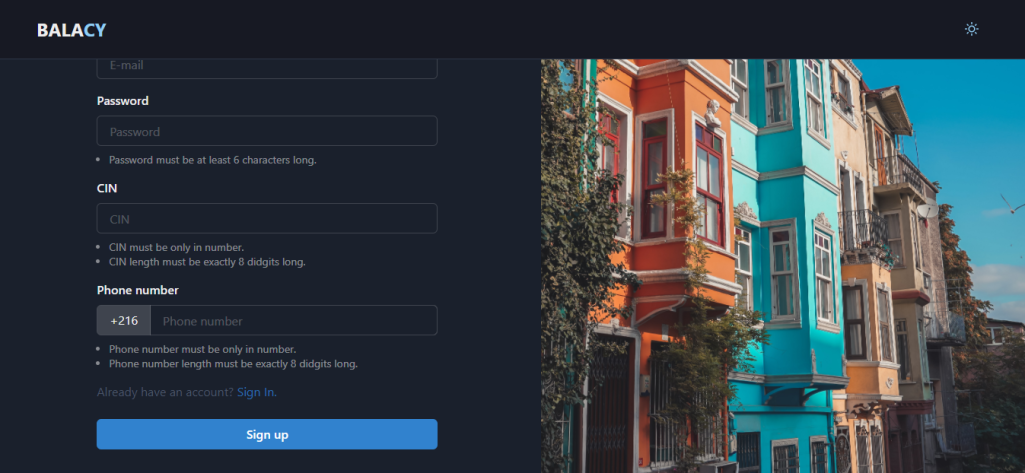 BALACY
E-mail
Password
Password
Password must be at least 6 characters long.
CIN
CIN
CIN must be only in number.
CIN length must be exactly 8 didgits long.
Phone number
+216 Phone number
Phone number must be only in number.
Phone number length must be exactly 8 didgits long.
Already have an account? Sign In.
Sign up